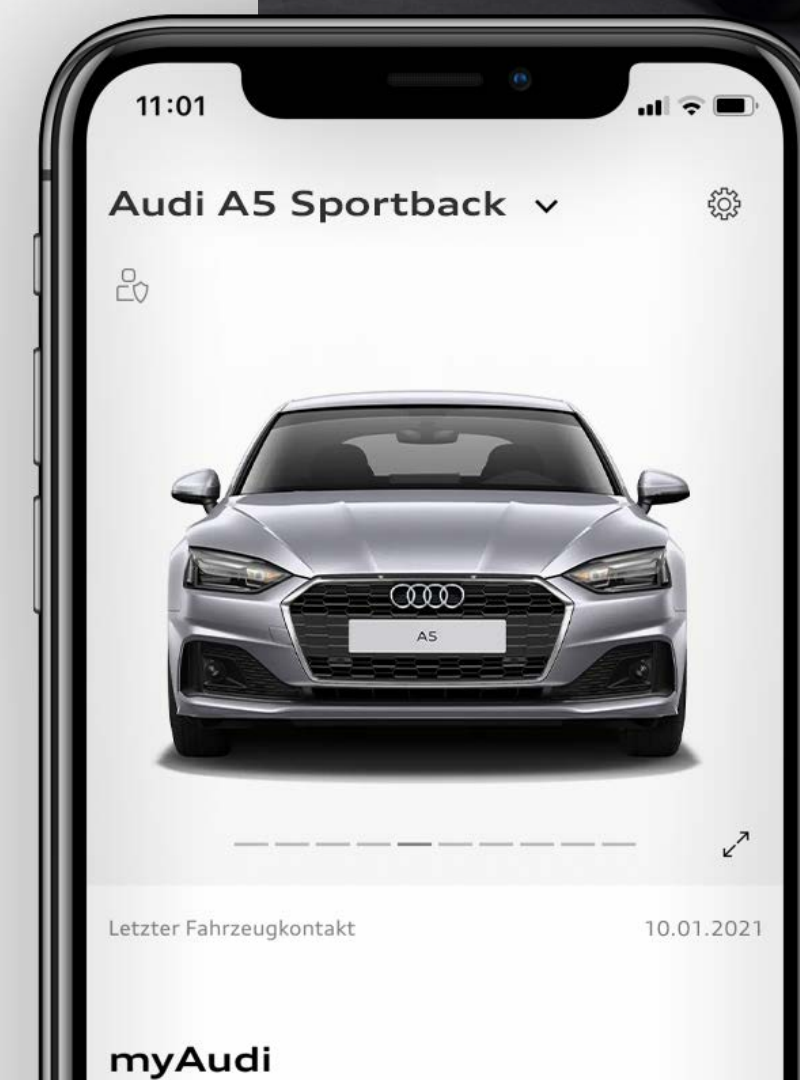 11:01
Audi A5 Sportback
A5
Letzter Fahrzeugkontakt 10.01.2021
myAudi